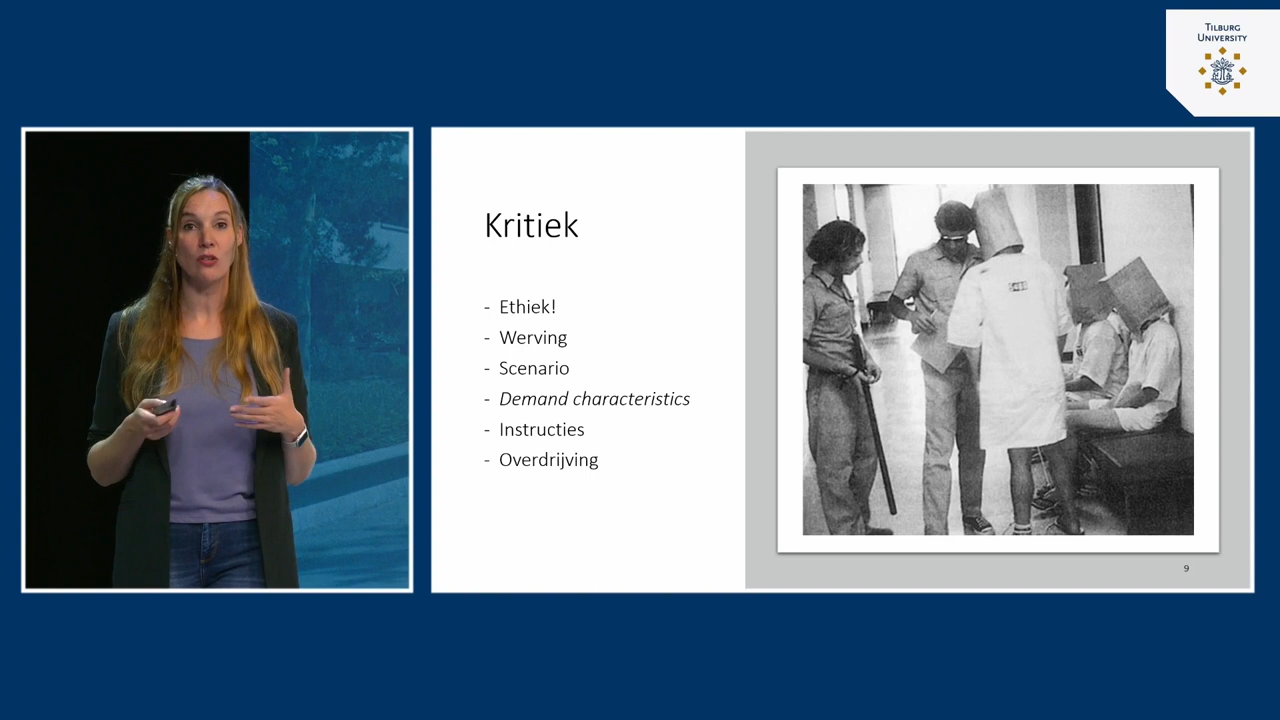 TILBURG
UNIVERSITY
Kritiek
- Ethiek!
- Werving
- Scenario
- Demand characteristics
- Instructies
- Overdrijving
9